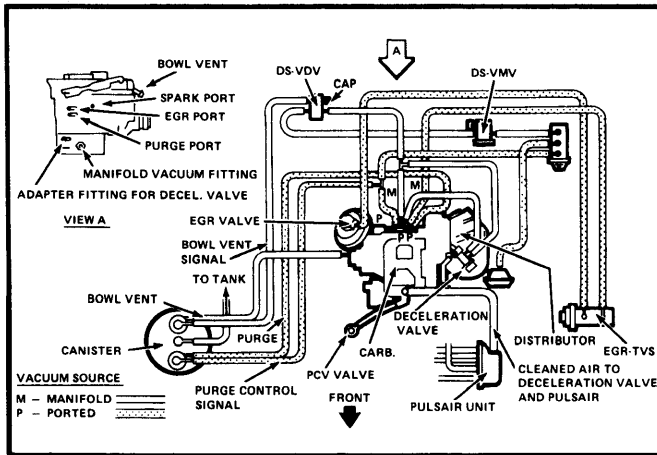 A
DS-VDV
CAP
DS-VMV
BOWL VENT
SPARK PORT
EGR PORT
PURGE PORT
MANIFOLD VACUUM FITTING
ADAPTER FITTING FOR DECEL. VALVE
VIEW A
M
M
P
P P
EGR VALVE
BOWL VENT
SIGNAL
TO TANK
BOWL VENT
CANISTER
PURGE
PURGE CONTROL
SIGNAL
VACUUM SOURCE
M – MANIFOLD
P – PORTED
PCV VALVE
CARB.
FRONT
DECELERATION
VALVE
DISTRIBUTOR
EGR-TVS
CLEANED AIR TO
DECELERATION VALVE
AND PULSAIR
PULSAIR UNIT